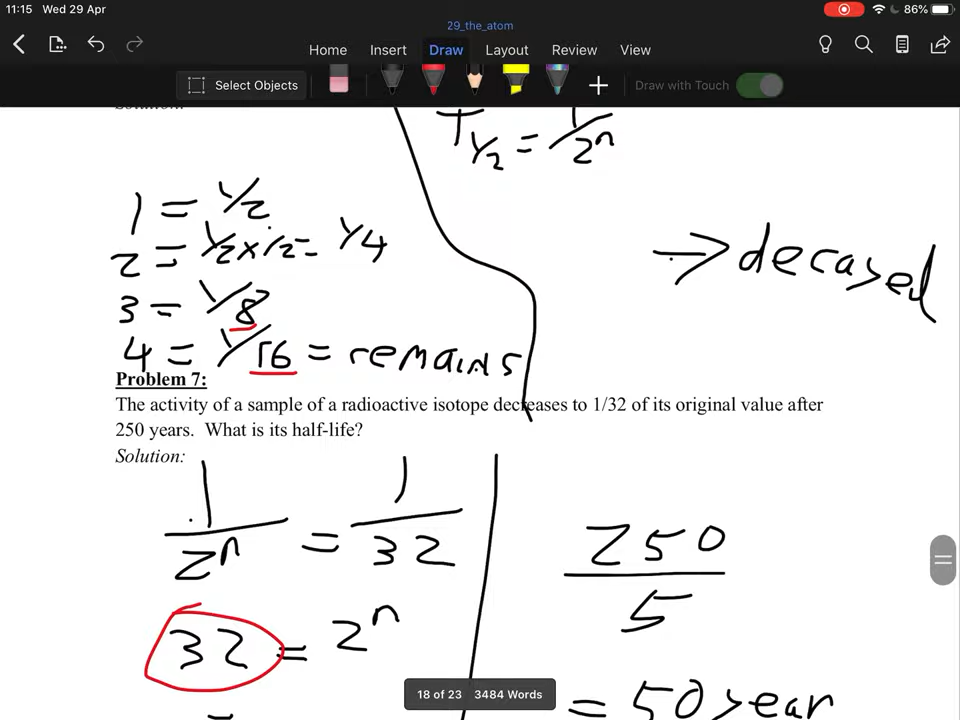 11:15 Wed 29 Apr
86%
29_the_atom
Home Insert Draw Layout Review View
Select Objects
Draw with Touch
T 1/2 = 1/2ⁿ
1 = 1/2
2 = 1/2 x 1/2 = 1/4
3 = 1/8
4 = 1/16 = remains
→ decased
Problem 7:
The activity of a sample of a radioactive isotope decreases to 1/32 of its original value after
250 years. What is its half-life?
Solution:
1/2ⁿ = 1/32
32 = 2ⁿ
250/5
= 50 year
18 of 23 3484 Words